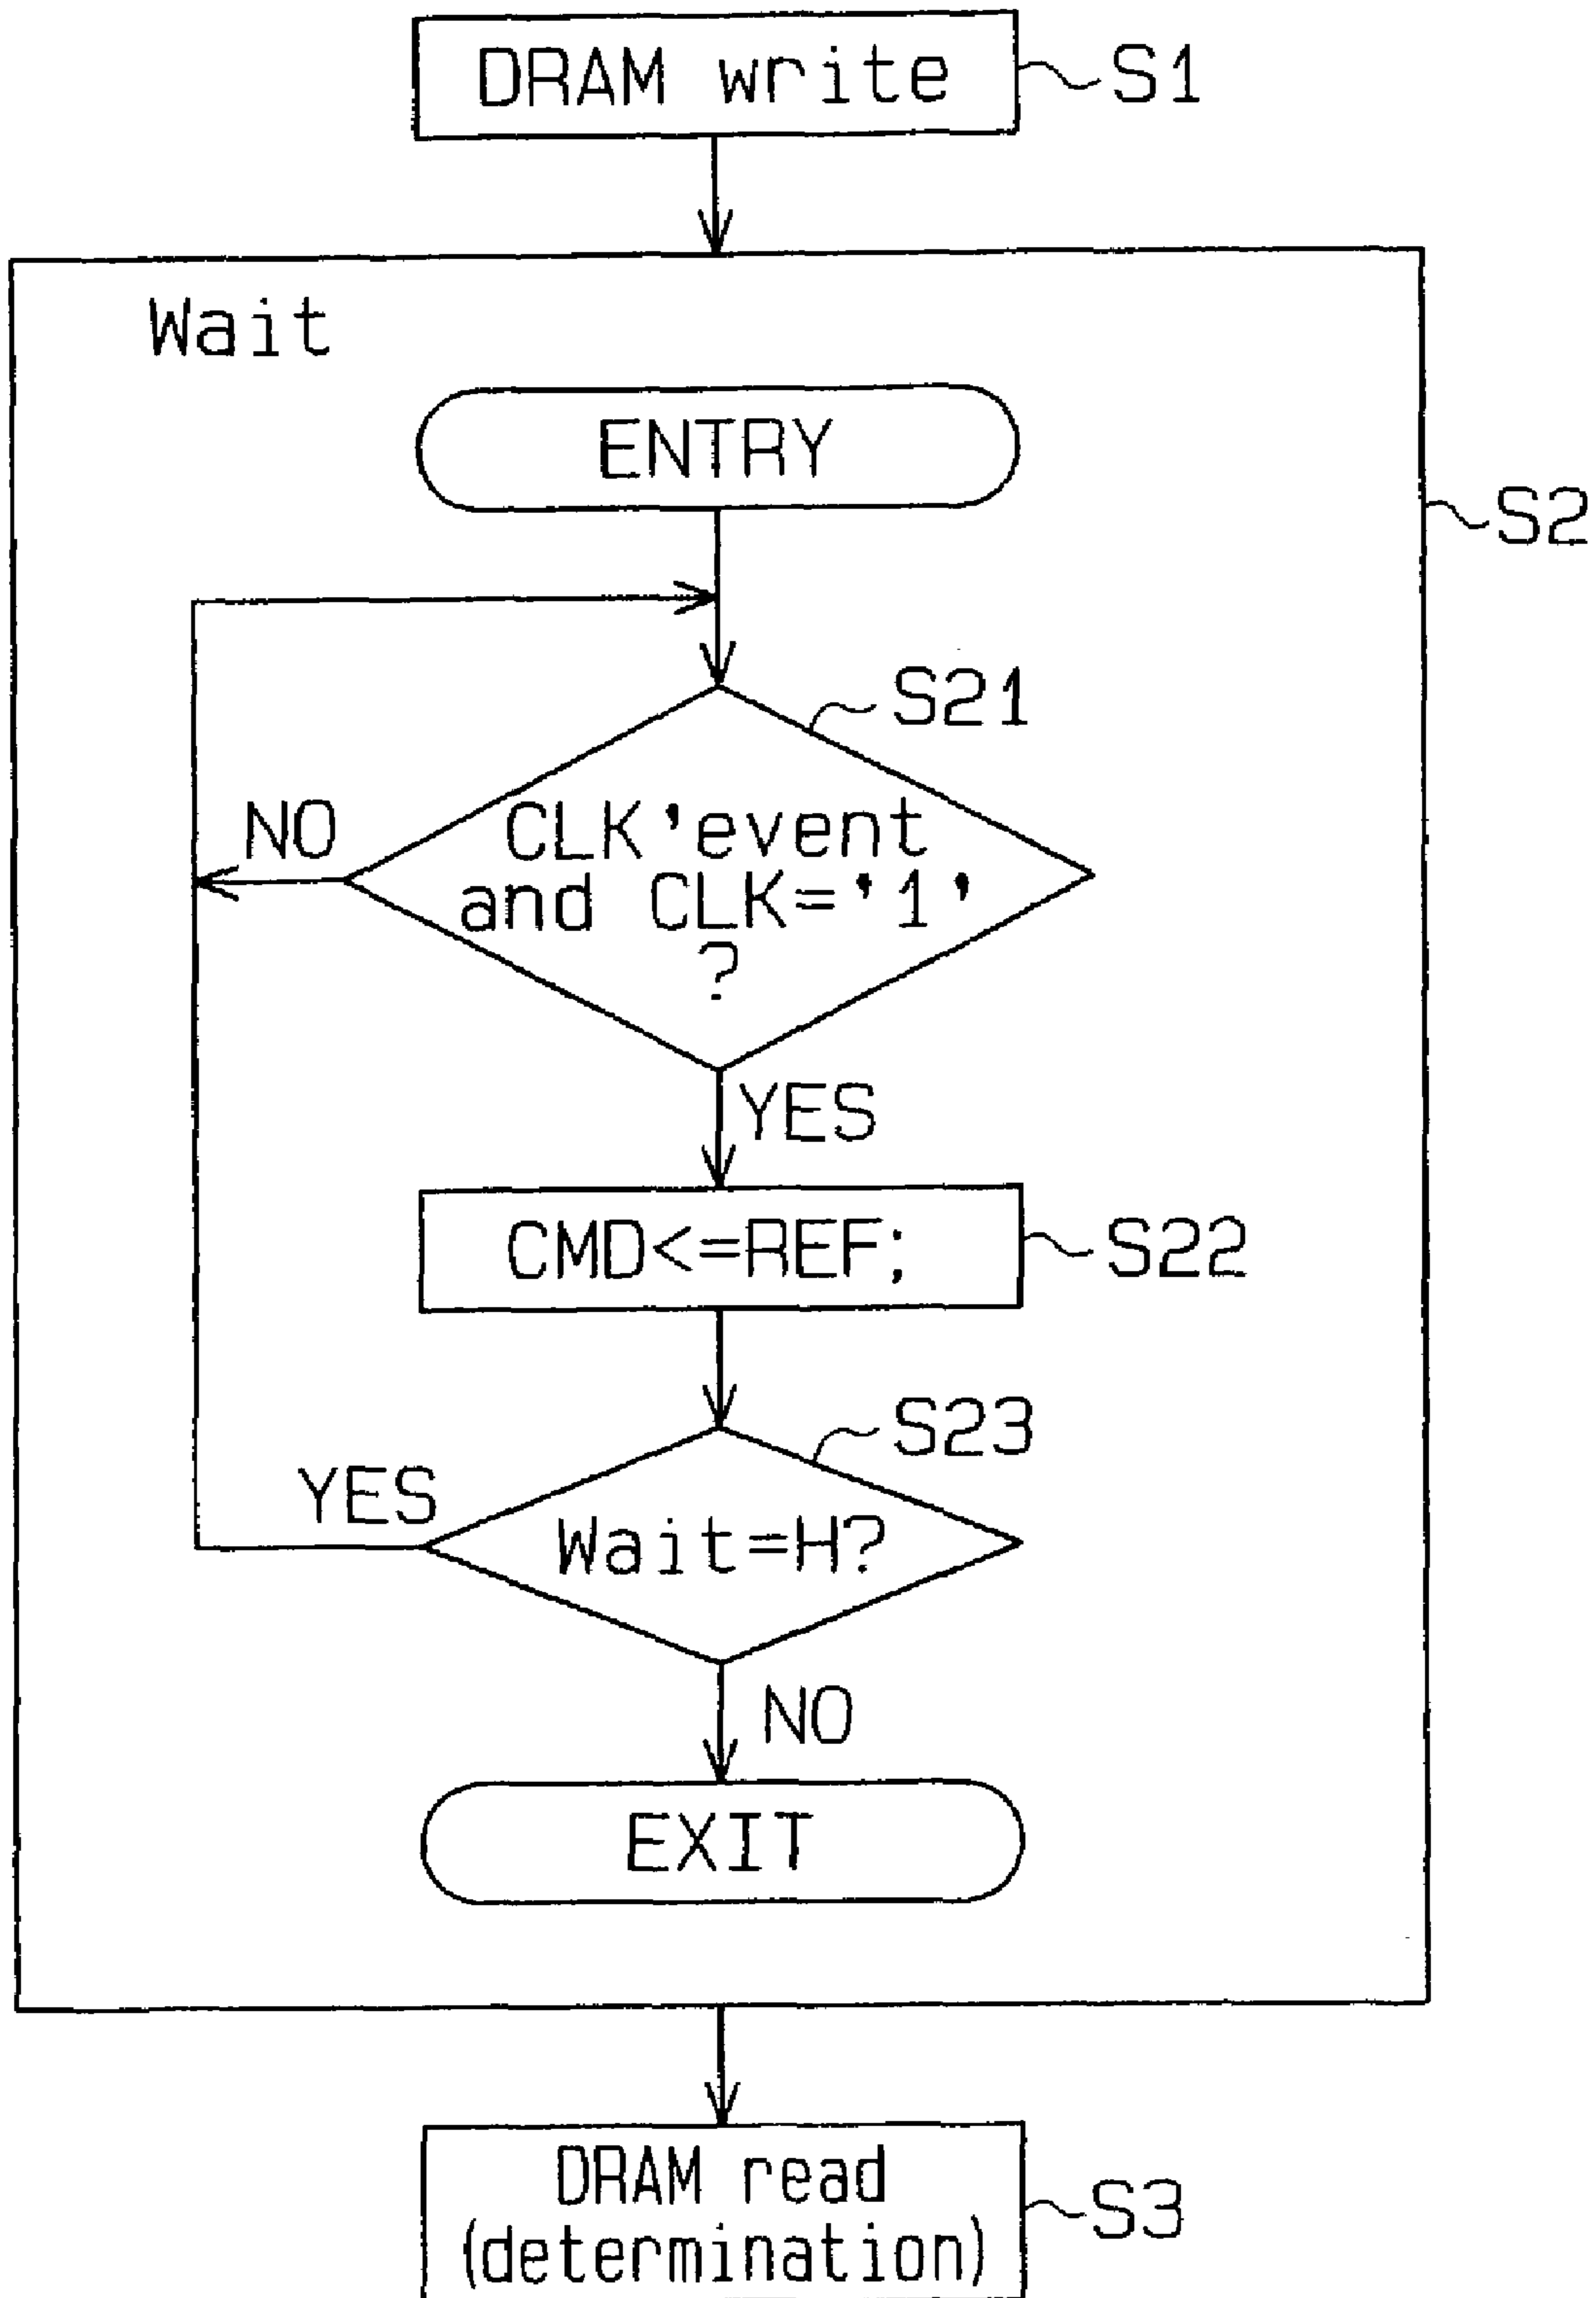 DRAM write
S1
Wait
ENTRY
S2
S21
NO
CLK'event
and CLK='1'
?
YES
CMD<=REF;
S22
S23
YES
Wait=H?
NO
EXIT
DRAM read
(determination)
S3